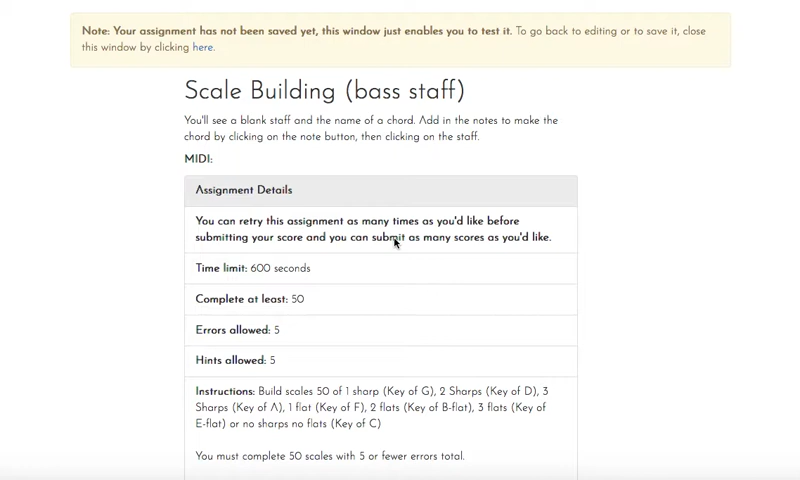 Note: Your assignment has not been saved yet, this window just enables you to test it. To go back to editing or to save it, close
this window by clicking here.
Scale Building (bass staff)
You'll see a blank staff and the name of a chord. Add in the notes to make the
chord by clicking on the note button, then clicking on the staff.
MIDI:
Assignment Details
You can retry this assignment as many times as you'd like before
submitting your score and you can submit as many scores as you'd like.
Time limit: 600 seconds
Complete at least: 50
Errors allowed: 5
Hints allowed: 5
Instructions: Build scales 50 of 1 sharp (Key of G), 2 Sharps (Key of D), 3
Sharps (Key of A), 1 flat (Key of F), 2 flats (Key of B-flat), 3 flats (Key of
E-flat) or no sharps no flats (Key of C)
You must complete 50 scales with 5 or fewer errors total.